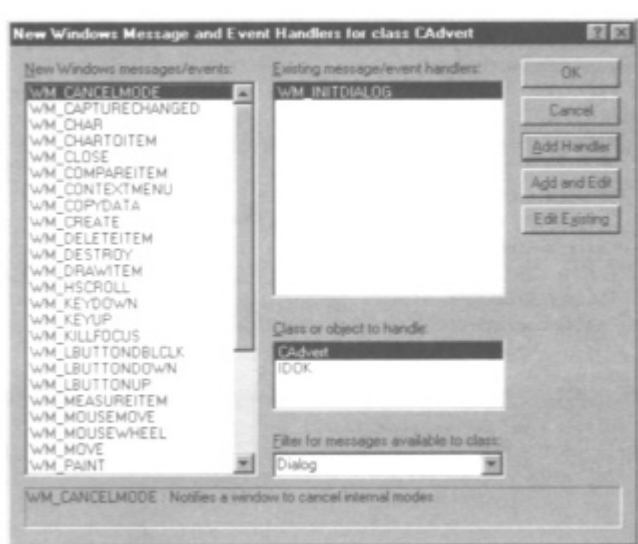 New Windows Message and Event Handlers for class CAdvert
New Windows messages/events:
WM_CANCELMODE
WM_CAPTURECHANGED
WM_CHAR
WM_CHARTOITEM
WM_CLOSE
WM_COMPAREITEM
WM_CONTEXTMENU
WM_COPYDATA
WM_CREATE
WM_DELETEITEM
WM_DESTROY
WM_DRAWITEM
WM_HSCROLL
WM_KEYDOWN
WM_KEYUP
WM_KILLFOCUS
WM_LBUTTONDBLCLK
WM_LBUTTONDOWN
WM_LBUTTONUP
WM_MEASUREITEM
WM_MOUSEMOVE
WM_MOUSEWHEEL
WM_MOVE
WM_PAINT
Existing message/event handlers:
WM_INITDIALOG
Class or object to handle:
CAdvert
IDOK
Filter for messages available to class:
Dialog
OK
Cancel
Add Handler
Add and Edit
Edit Existing
WM_CANCELMODE : Notifies a window to cancel internal modes